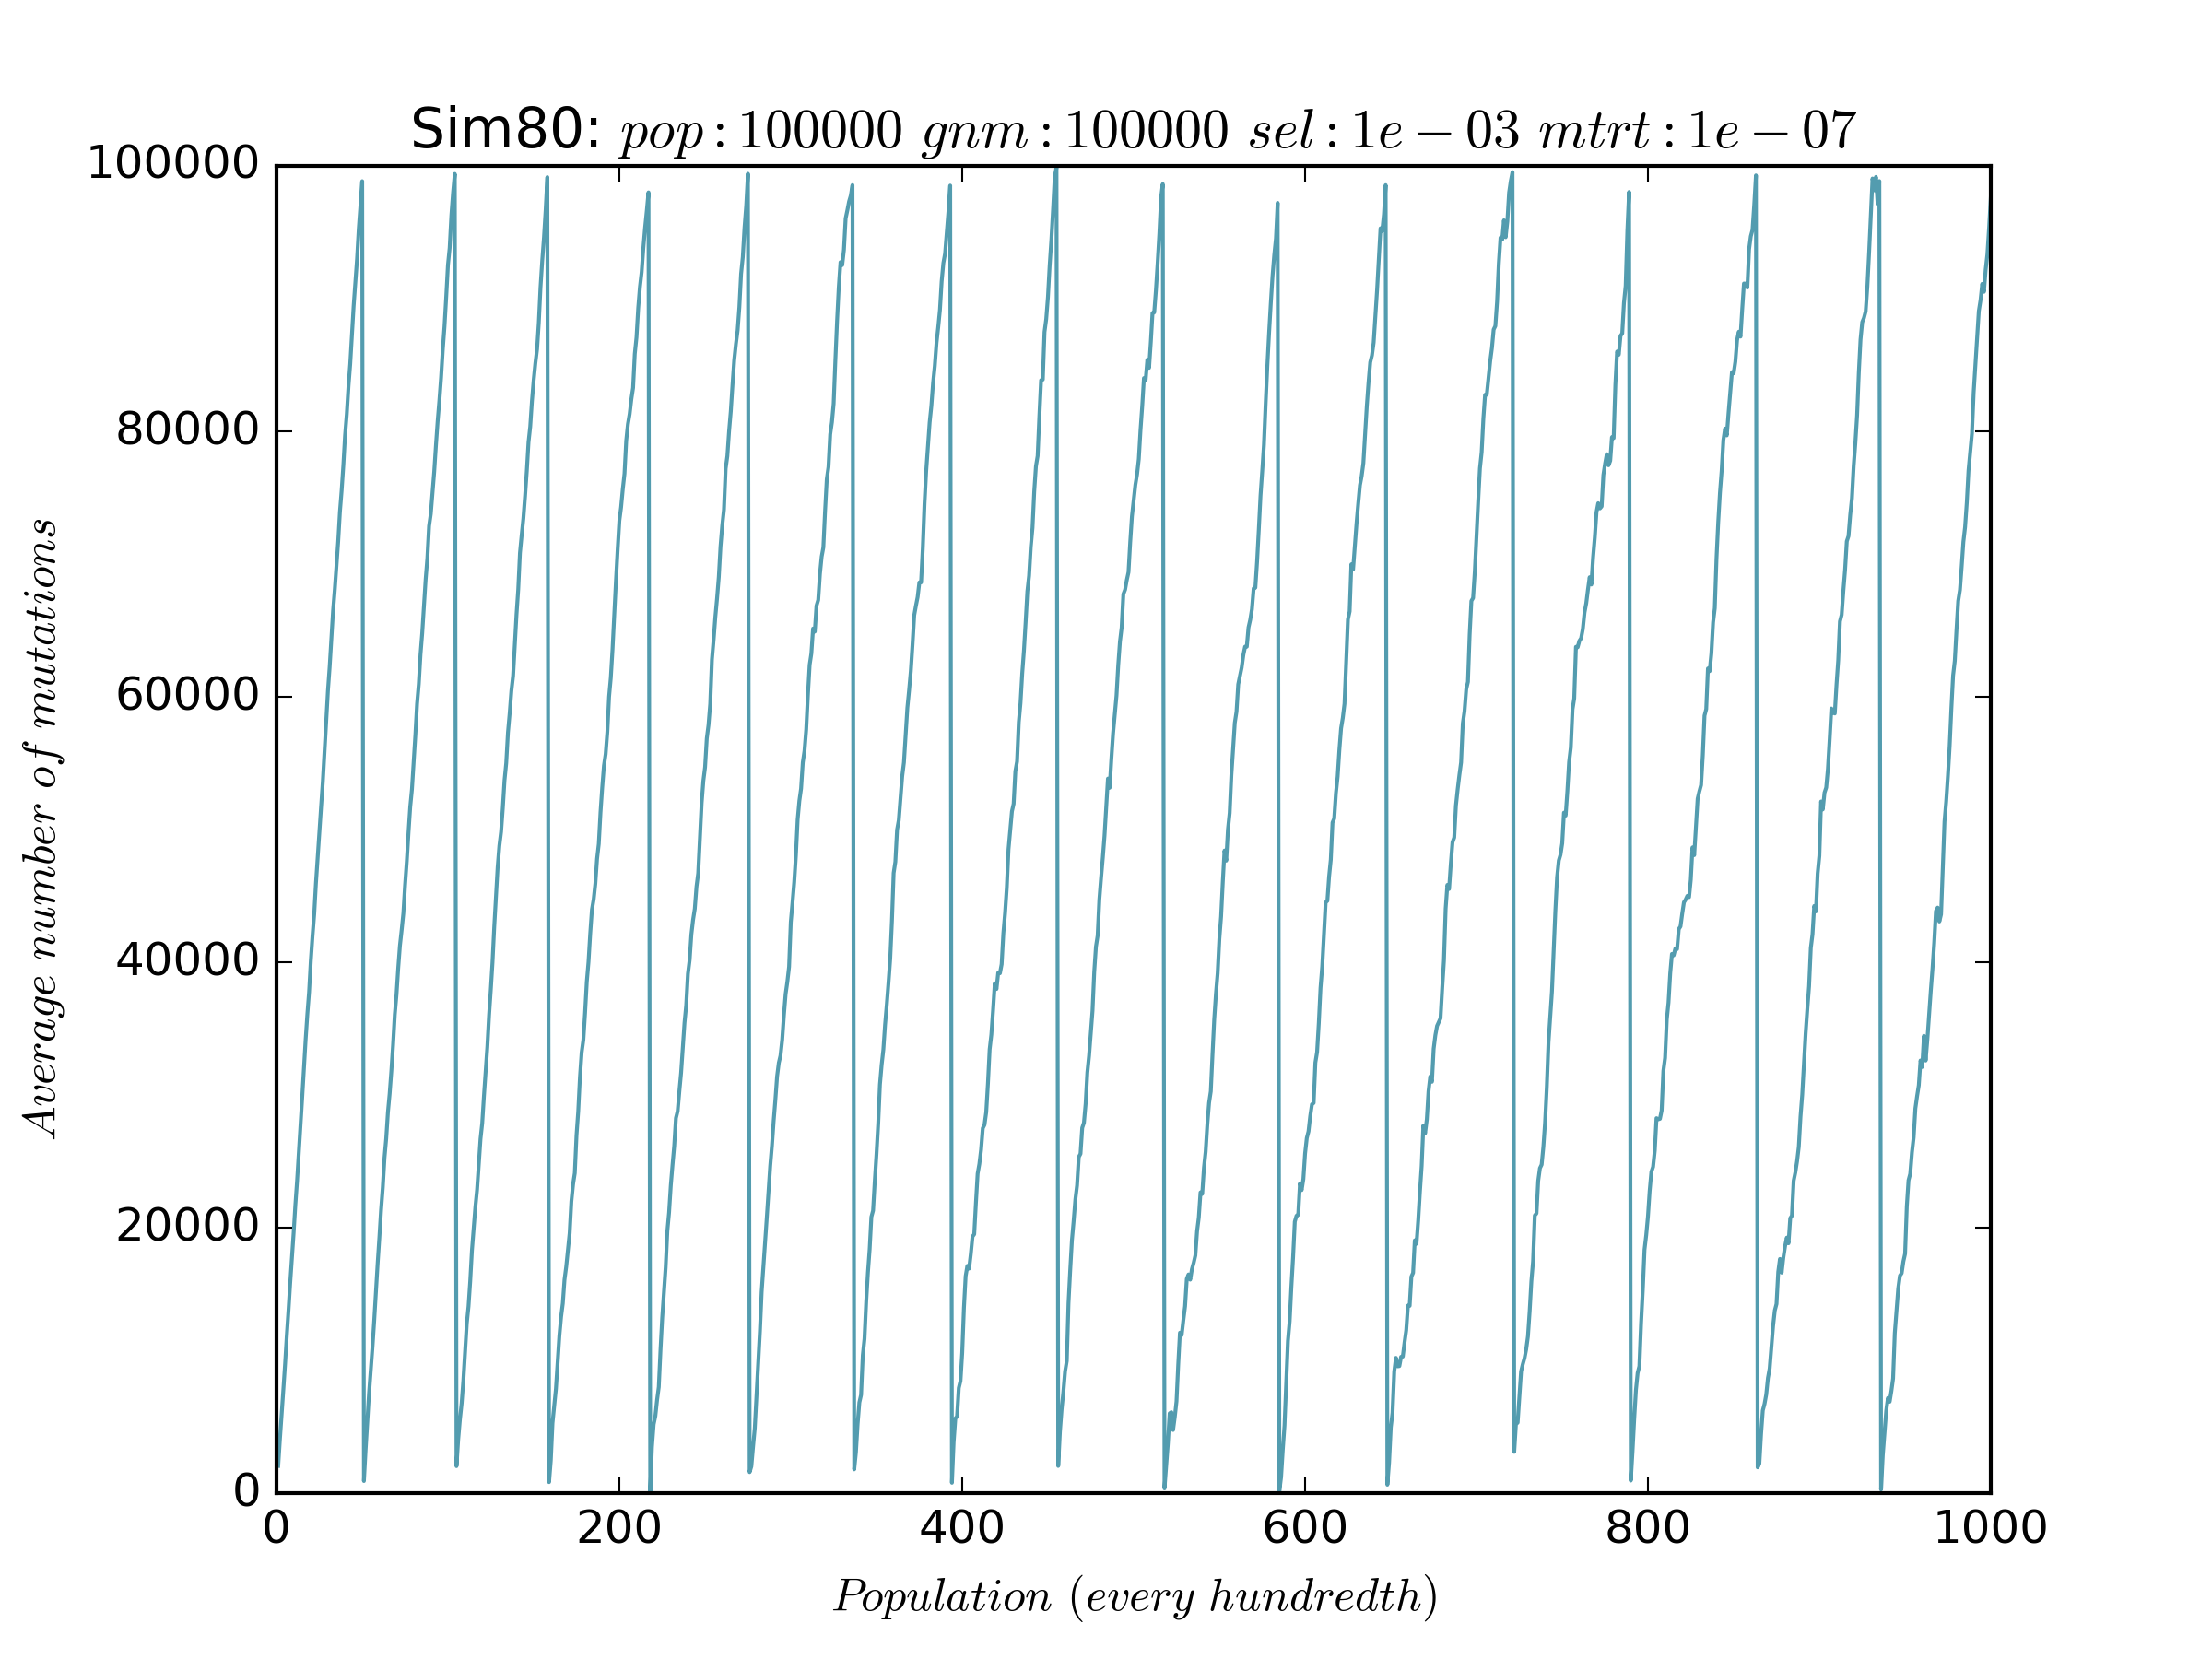 Sim80: pop : 100000 gnm : 100000 sel : 1e − 03 mtrt : 1e − 07
100000
80000
60000
40000
20000
0
Average number of mutations
0 200 400 600 800 1000
Population (every hundredth)